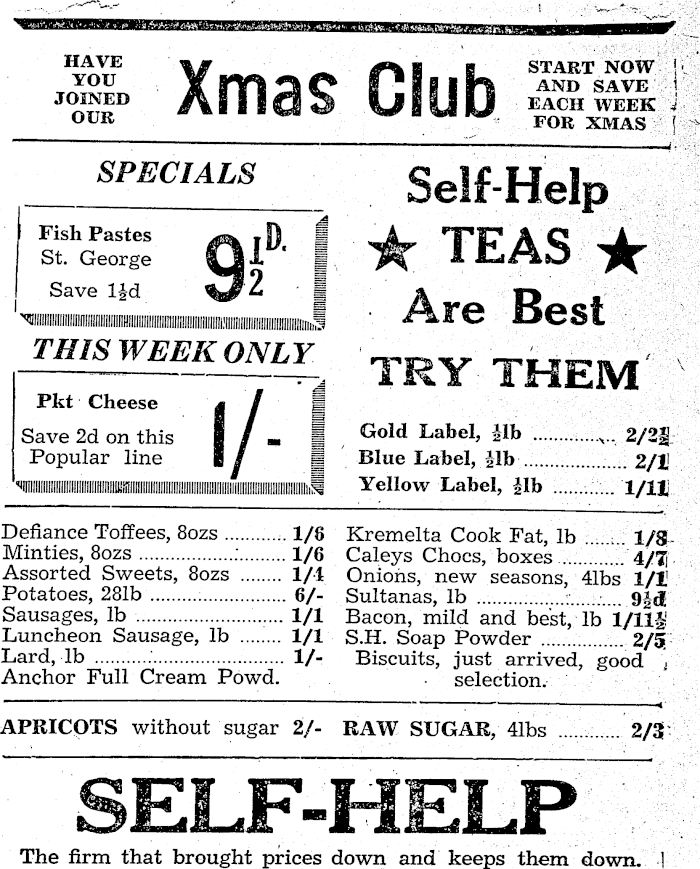 HAVE
YOU
JOINED
OUR
Xmas Club
START NOW
AND SAVE
EACH WEEK
FOR XMAS
SPECIALS
Fish Pastes
St. George
Save 1½d
9½D.
THIS WEEK ONLY
Pkt Cheese
Save 2d on this
Popular line
1/-
Self-Help
★ TEAS ★
Are Best
TRY THEM
Gold Label, ½lb .............. 2/2½
Blue Label, ½lb .................... 2/1
Yellow Label, ½lb ............ 1/11
Defiance Toffees, 8ozs ............ 1/6
Minties, 8ozs ............................ 1/6
Assorted Sweets, 8ozs ........ 1/4
Potatoes, 28lb .......................... 6/-
Sausages, lb ............................ 1/1
Luncheon Sausage, lb ........ 1/1
Lard, lb .................................... 1/-
Anchor Full Cream Powd.
Kremelta Cook Fat, lb ........ 1/8
Caleys Chocs, boxes ............ 4/7
Onions, new seasons, 4lbs 1/1
Sultanas, lb ............................ 9½d
Bacon, mild and best, lb 1/11½
S.H. Soap Powder ................ 2/5
Biscuits, just arrived, good
selection.
APRICOTS without sugar 2/-
RAW SUGAR, 4lbs ............ 2/3
SELF-HELP
The firm that brought prices down and keeps them down.